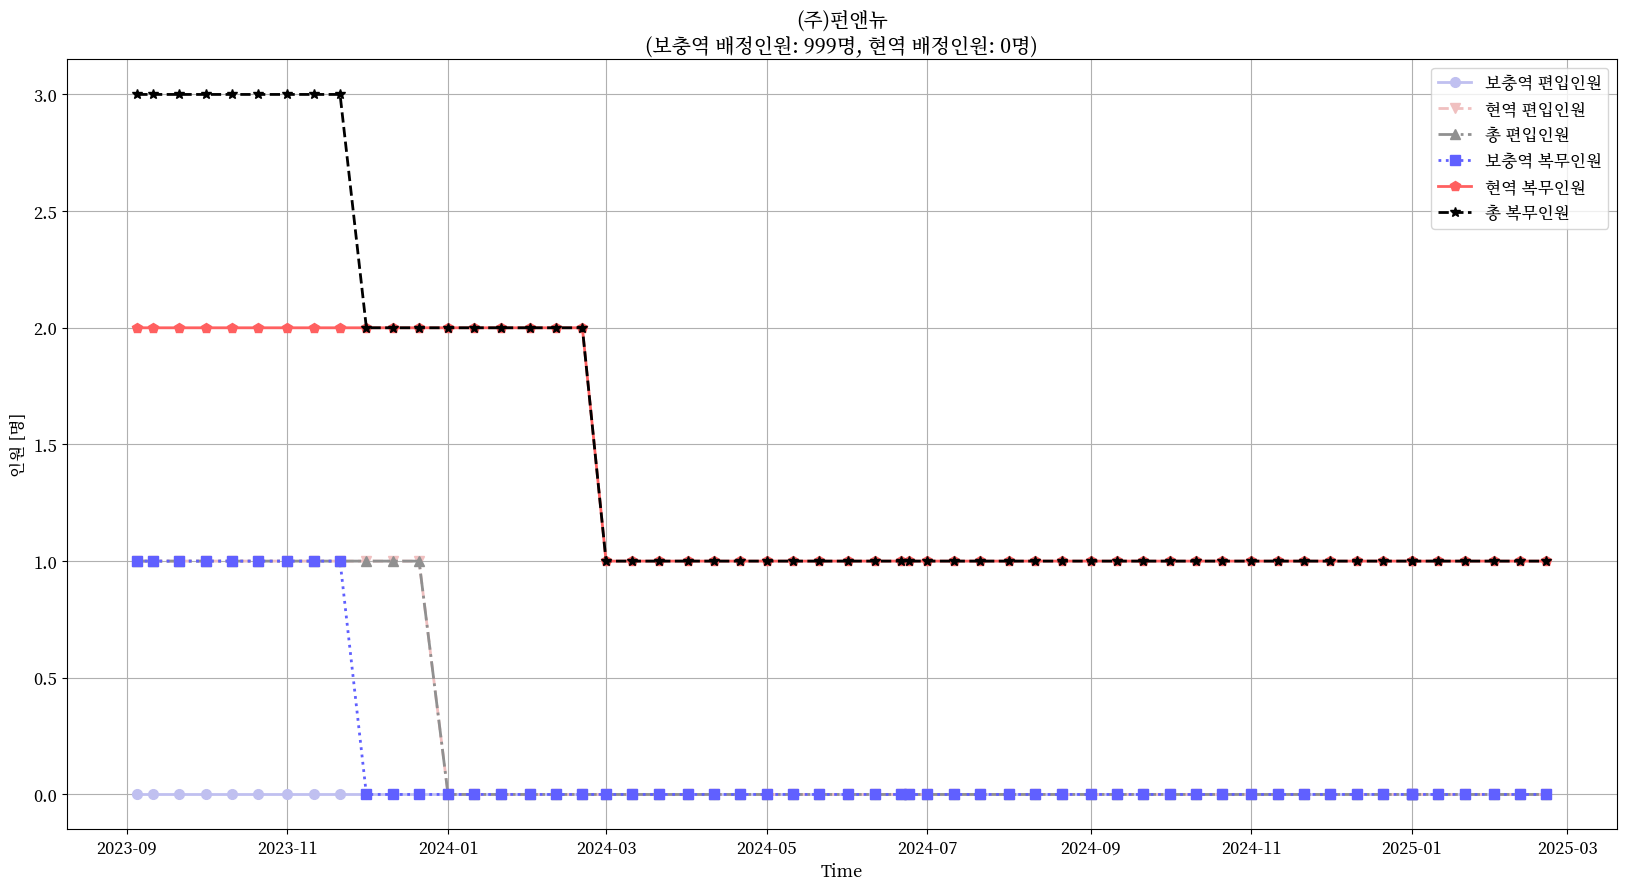 (주)펀앤뉴
(보충역 배정인원: 999명, 현역 배정인원: 0명)
보충역 편입인원
현역 편입인원
총 편입인원
보충역 복무인원
현역 복무인원
총 복무인원
인원 [명]
3.0
2.5
2.0
1.5
1.0
0.5
0.0
2023-09 2023-11 2024-01 2024-03 2024-05 2024-07 2024-09 2024-11 2025-01 2025-03
Time